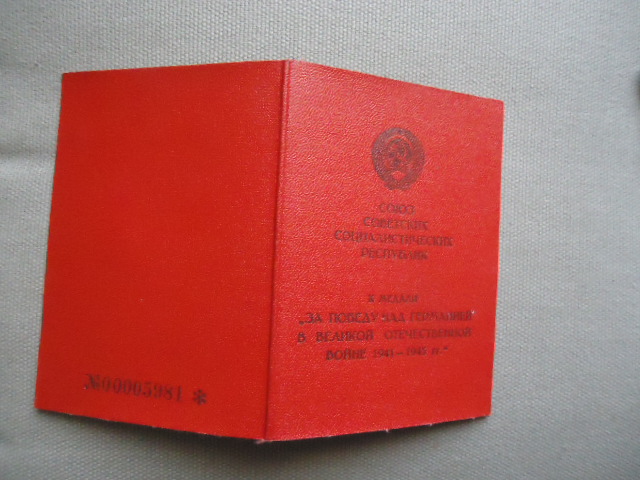 СОЮЗ
СОВЕТСКИХ
СОЦИАЛИСТИЧЕСКИХ
РЕСПУБЛИК
К МЕДАЛИ
„ЗА ПОБЕДУ НАД ГЕРМАНИЕЙ
В ВЕЛИКОЙ ОТЕЧЕСТВЕННОЙ
ВОЙНЕ 1941—1945 гг.“
№00005981 *